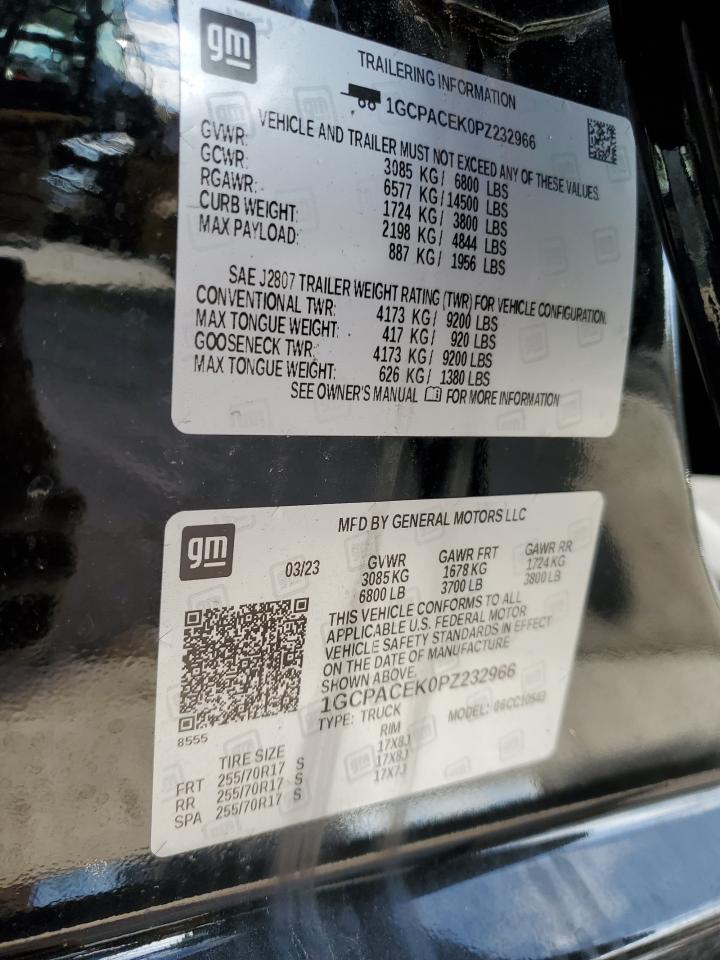 gm
TRAILERING INFORMATION
1GCPACEK0PZ232966
VEHICLE AND TRAILER MUST NOT EXCEED ANY OF THESE VALUES.
GVWR: 3085 KG/ 6800 LBS
GCWR: 6577 KG/14500 LBS
RGAWR: 1724 KG/ 3800 LBS
CURB WEIGHT: 2198 KG/ 4844 LBS
MAX PAYLOAD: 887 KG/ 1956 LBS
SAE J2807 TRAILER WEIGHT RATING (TWR) FOR VEHICLE CONFIGURATION.
CONVENTIONAL TWR: 4173 KG/ 9200 LBS
MAX TONGUE WEIGHT: 417 KG/ 920 LBS
GOOSENECK TWR: 4173 KG/ 9200 LBS
MAX TONGUE WEIGHT: 626 KG/ 1380 LBS
SEE OWNER'S MANUAL FOR MORE INFORMATION
gm
MFD BY GENERAL MOTORS LLC
03/23 GVWR GAWR FRT GAWR RR
3085 KG 1678 KG 1724 KG
6800 LB 3700 LB 3800 LB
THIS VEHICLE CONFORMS TO ALL
APPLICABLE U.S. FEDERAL MOTOR
VEHICLE SAFETY STANDARDS IN EFFECT
ON THE DATE OF MANUFACTURE
SHOWN ABOVE.
1GCPACEK0PZ232966
TYPE: TRUCK MODEL: 06CC10543
8555
TIRE SIZE RIM
FRT 255/70R17 S 17X8J
RR 255/70R17 S 17X8J
SPA 255/70R17 S 17X7J